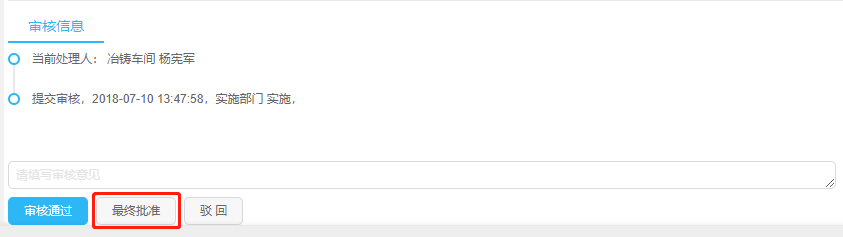 审核信息
当前处理人： 冶铸车间 杨宪军
提交审核，2018-07-10 13:47:58，实施部门 实施，
请填写审核意见
审核通过 最终批准 驳 回